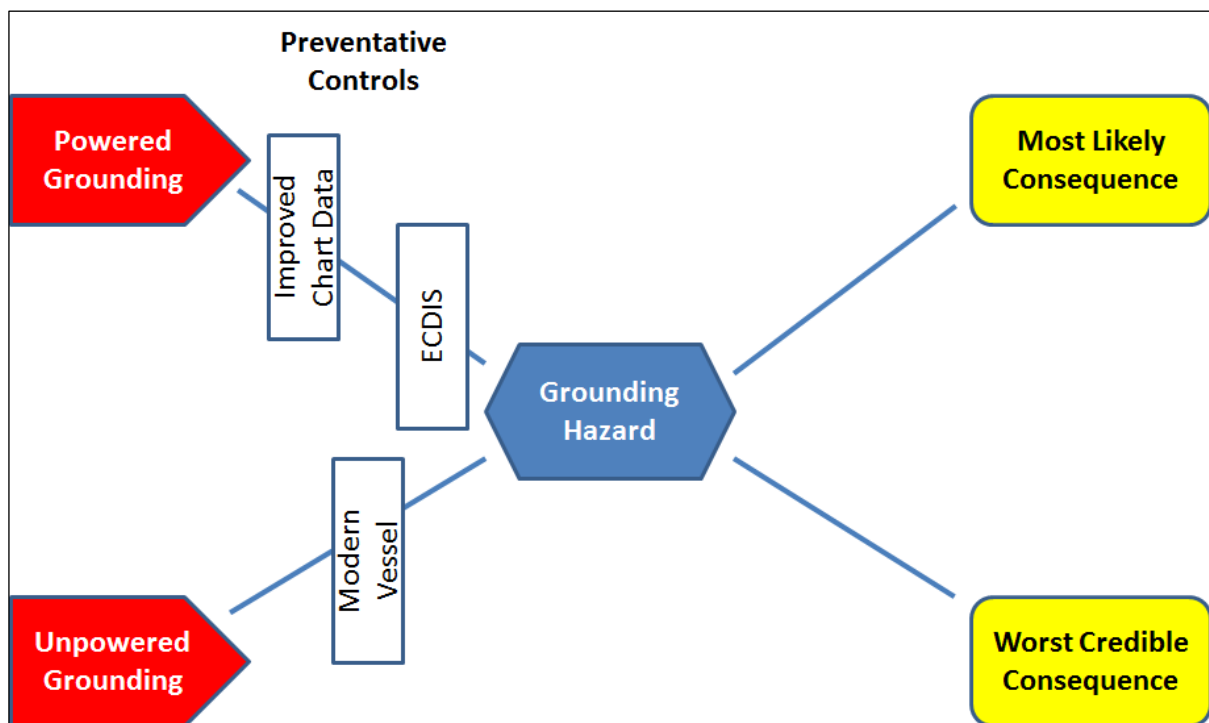 Preventative
Controls
Powered
Grounding
Improved
Chart Data
ECDIS
Most Likely
Consequence
Grounding
Hazard
Modern
Vessel
Unpowered
Grounding
Worst Credible
Consequence